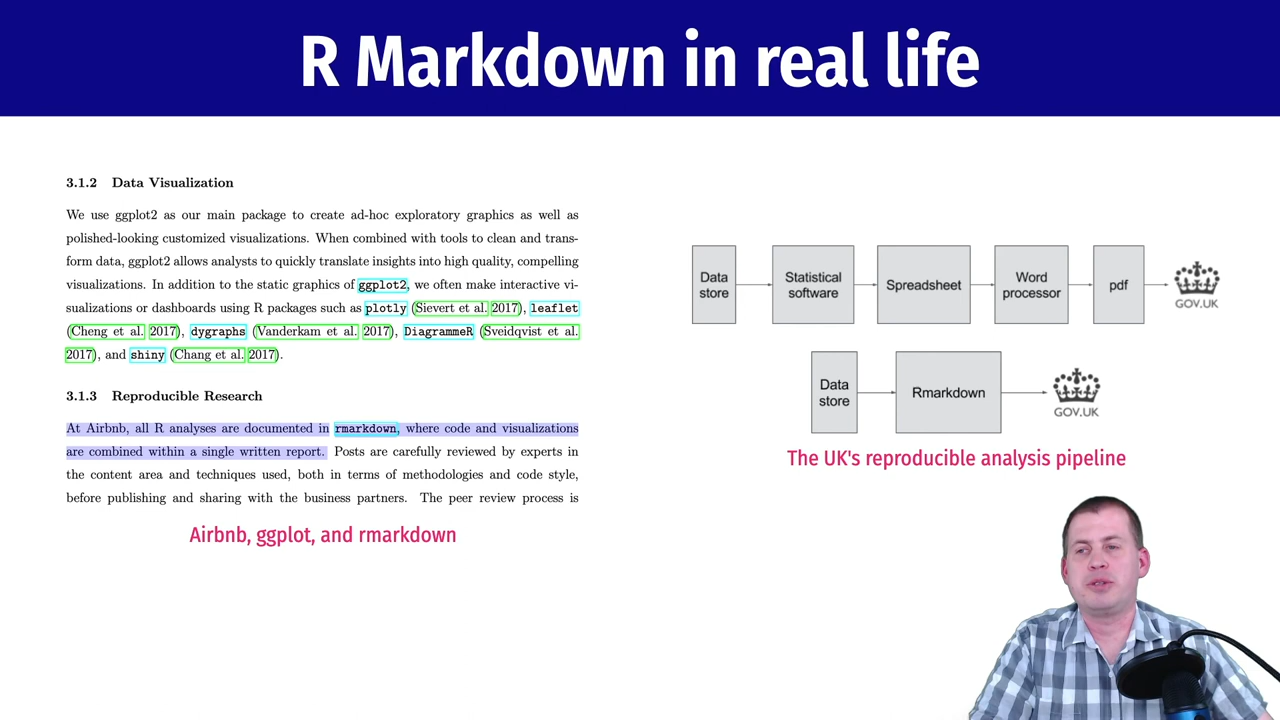 R Markdown in real life
3.1.2 Data Visualization
We use ggplot2 as our main package to create ad-hoc exploratory graphics as well as
polished-looking customized visualizations. When combined with tools to clean and trans-
form data, ggplot2 allows analysts to quickly translate insights into high quality, compelling
visualizations. In addition to the static graphics of ggplot2, we often make interactive vi-
sualizations or dashboards using R packages such as plotly (Sievert et al. 2017), leaflet
(Cheng et al. 2017), dygraphs (Vanderkam et al. 2017), DiagrammeR (Sveidqvist et al.
2017), and shiny (Chang et al. 2017).
3.1.3 Reproducible Research
At Airbnb, all R analyses are documented in rmarkdown, where code and visualizations
are combined within a single written report. Posts are carefully reviewed by experts in
the content area and techniques used, both in terms of methodologies and code style,
before publishing and sharing with the business partners. The peer review process is
Airbnb, ggplot, and rmarkdown
Data
store
Statistical
software
Spreadsheet
Word
processor
pdf
GOV.UK
Data
store
Rmarkdown
GOV.UK
The UK's reproducible analysis pipeline